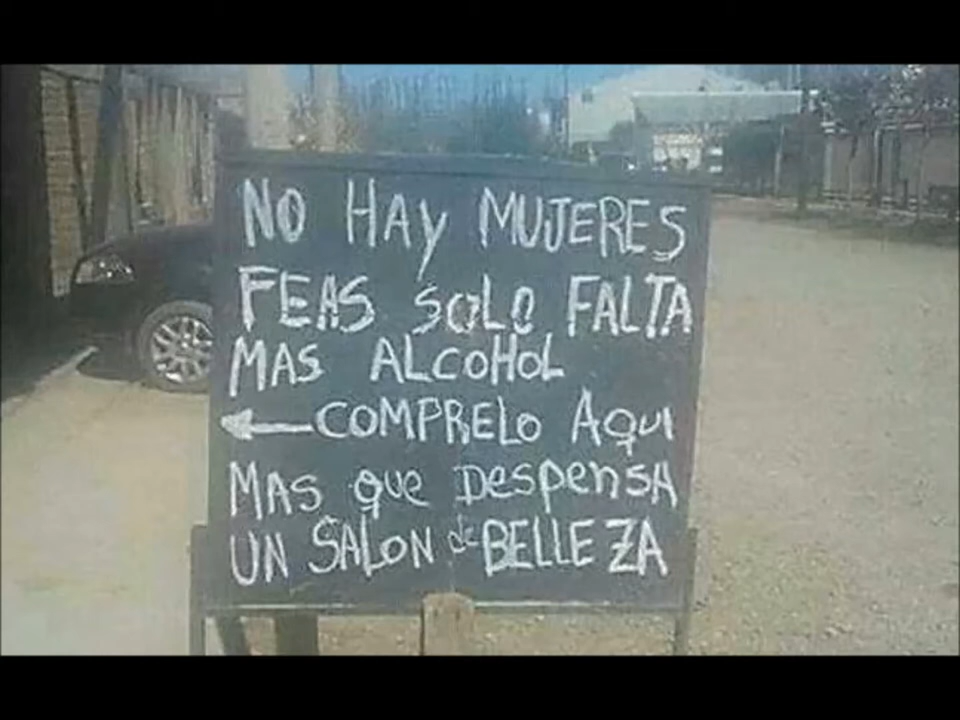 NO HAY MUJERES
FEAS SOLO FALTA
MAS ALCOHOL
← COMPRELO AQUI
MAS QUE DESPENSA
UN SALON de BELLEZA